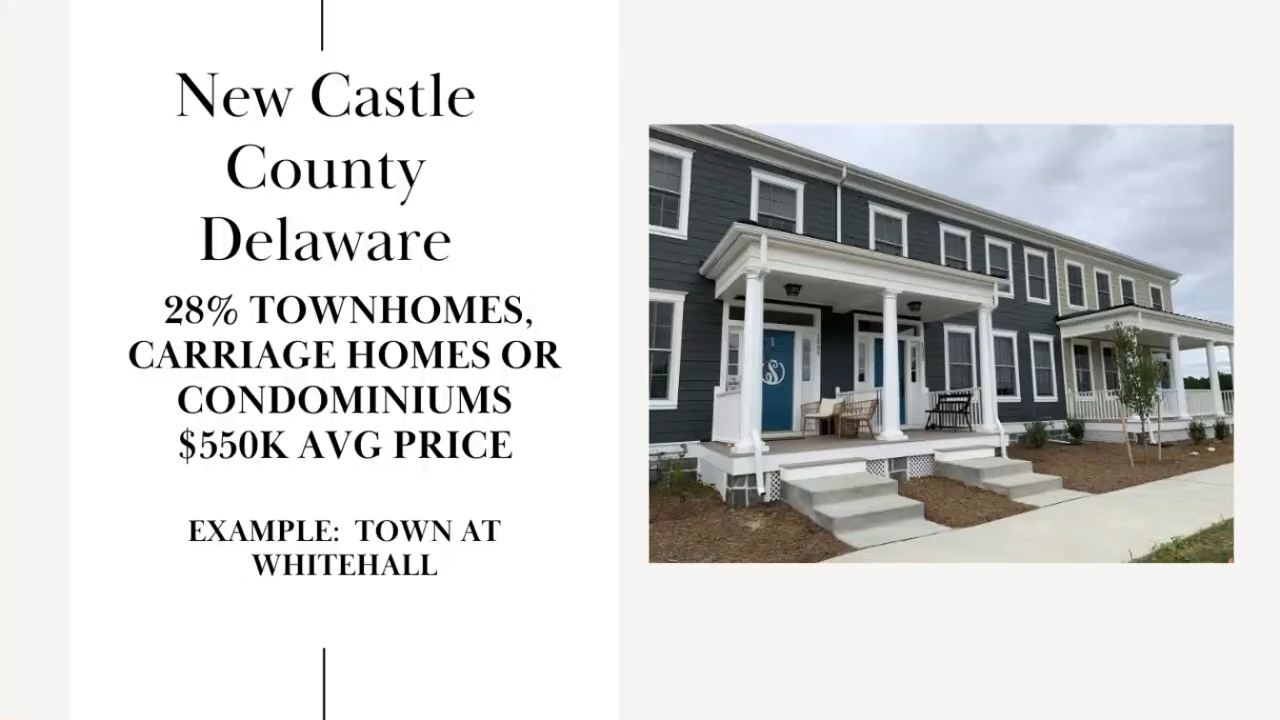 New Castle
County
Delaware
28% TOWNHOMES,
CARRIAGE HOMES OR
CONDOMINIUMS
$550K AVG PRICE
EXAMPLE: TOWN AT
WHITEHALL
S